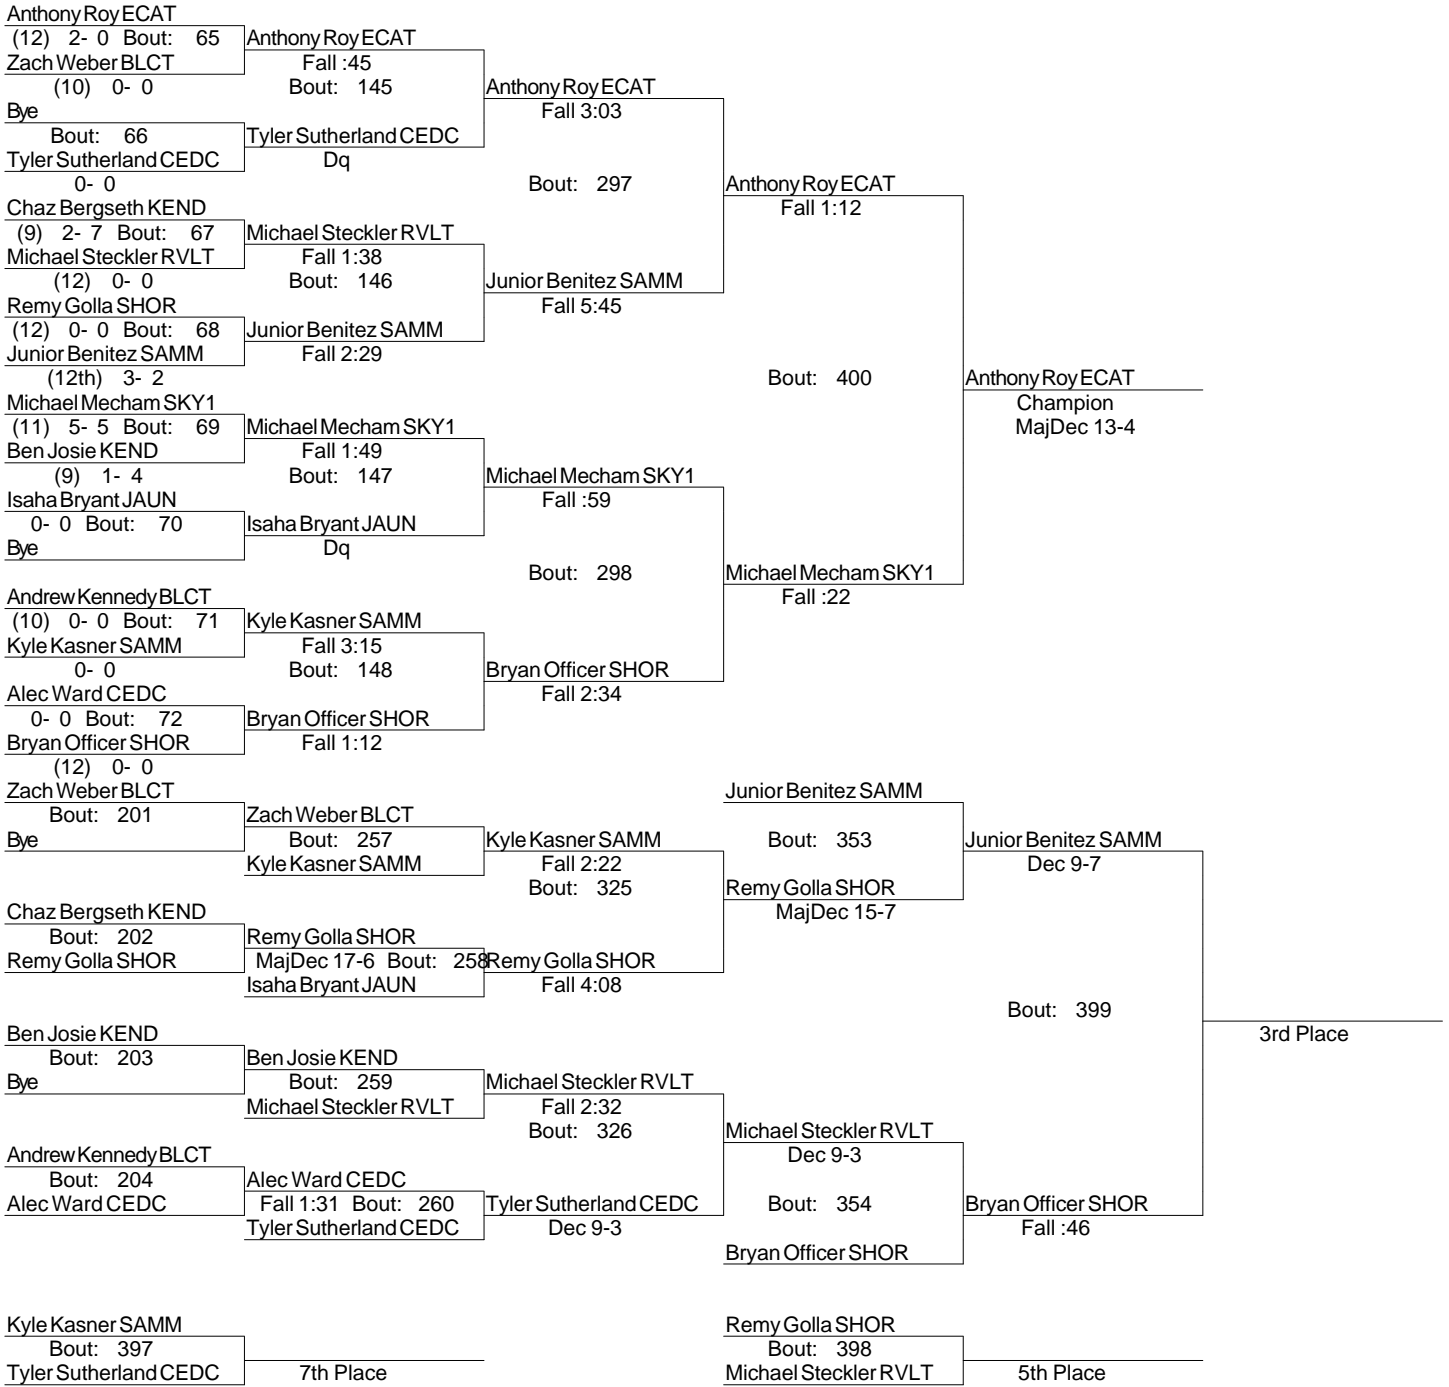 Anthony Roy ECAT
(12) 2- 0 Bout: 65
Anthony Roy ECAT
Zach Weber BLCT
Fall :45
(10) 0- 0
Bout: 145
Anthony Roy ECAT
Bye
Fall 3:03
Bout: 66
Tyler Sutherland CEDC
Tyler Sutherland CEDC
Dq
0- 0
Bout: 297
Anthony Roy ECAT
Chaz Bergseth KEND
Fall 1:12
(9) 2- 7 Bout: 67
Michael Steckler RVLT
Michael Steckler RVLT
Fall 1:38
(12) 0- 0
Bout: 146
Junior Benitez SAMM
Remy Golla SHOR
Fall 5:45
(12) 0- 0 Bout: 68
Junior Benitez SAMM
Junior Benitez SAMM
Fall 2:29
(12th) 3- 2
Bout: 400
Anthony Roy ECAT
Michael Mecham SKY1
Champion
(11) 5- 5 Bout: 69
Michael Mecham SKY1
MajDec 13-4
Ben Josie KEND
Fall 1:49
(9) 1- 4
Bout: 147
Michael Mecham SKY1
Isaha Bryant JAUN
Fall :59
0- 0 Bout: 70
Isaha Bryant JAUN
Bye
Dq
Bout: 298
Michael Mecham SKY1
Andrew Kennedy BLCT
Fall :22
(10) 0- 0 Bout: 71
Kyle Kasner SAMM
Kyle Kasner SAMM
Fall 3:15
0- 0
Bout: 148
Bryan Officer SHOR
Alec Ward CEDC
Fall 2:34
0- 0 Bout: 72
Bryan Officer SHOR
Bryan Officer SHOR
Fall 1:12
(12) 0- 0
Zach Weber BLCT
Junior Benitez SAMM
Bout: 201
Zach Weber BLCT
Bye
Bout: 257
Kyle Kasner SAMM
Bout: 353
Junior Benitez SAMM
Kyle Kasner SAMM
Fall 2:22
Dec 9-7
Bout: 325
Remy Golla SHOR
Chaz Bergseth KEND
MajDec 15-7
Bout: 202
Remy Golla SHOR
Remy Golla SHOR
MajDec 17-6 Bout: 258
Remy Golla SHOR
Isaha Bryant JAUN
Fall 4:08
Bout: 399
Ben Josie KEND
3rd Place
Bout: 203
Ben Josie KEND
Bye
Bout: 259
Michael Steckler RVLT
Michael Steckler RVLT
Fall 2:32
Bout: 326
Michael Steckler RVLT
Andrew Kennedy BLCT
Dec 9-3
Bout: 204
Alec Ward CEDC
Alec Ward CEDC
Fall 1:31 Bout: 260
Tyler Sutherland CEDC
Bout: 354
Bryan Officer SHOR
Tyler Sutherland CEDC
Dec 9-3
Fall :46
Bryan Officer SHOR
Kyle Kasner SAMM
Remy Golla SHOR
Bout: 397
Bout: 398
Tyler Sutherland CEDC
7th Place
Michael Steckler RVLT
5th Place